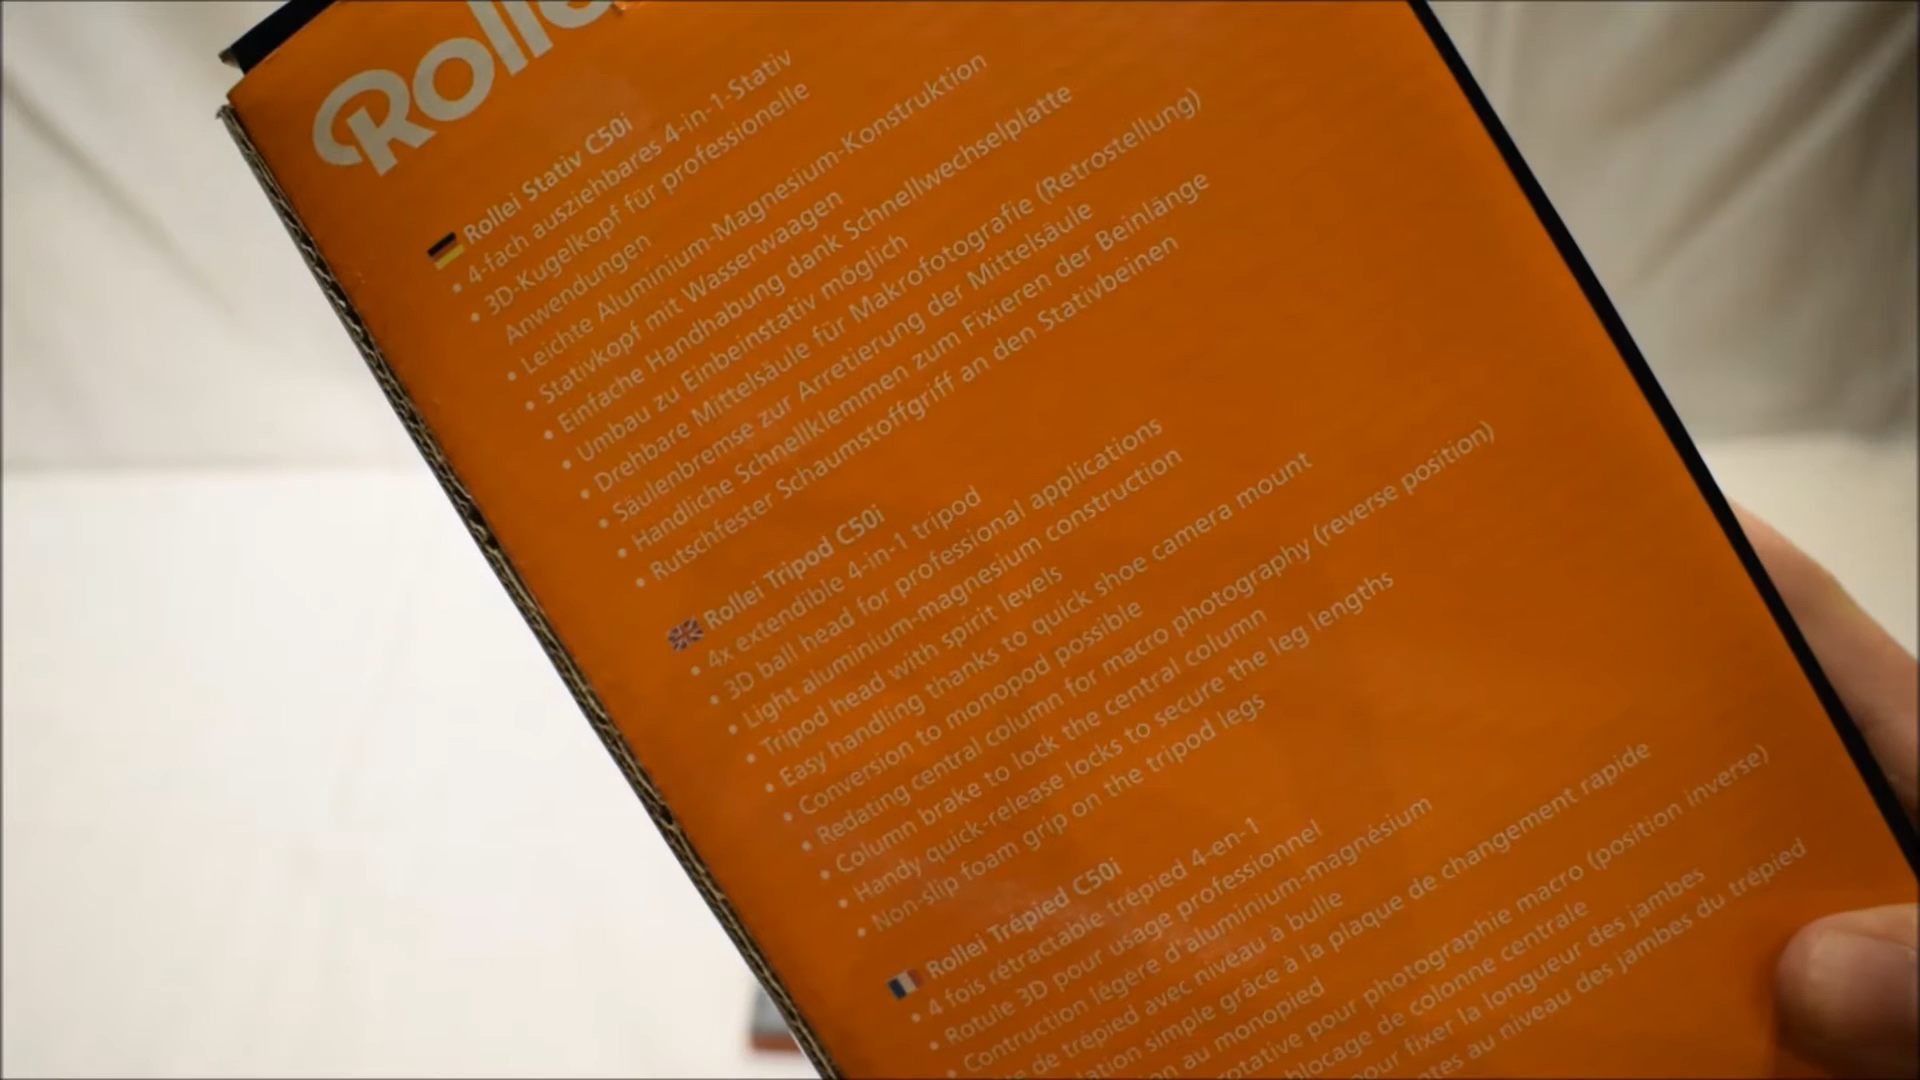 Rolle
Rollei Stativ C50i
• 4-fach ausziehbares 4-in-1-Stativ
• 3D-Kugelkopf für professionelle
Anwendungen
• Leichte Aluminium-Magnesium-Konstruktion
• Stativkopf mit Wasserwaagen
• Einfache Handhabung dank Schnellwechselplatte
• Umbau zu Einbeinstativ möglich
• Drehbare Mittelsäule für Makrofotografie (Retrostellung)
• Säulenbremse zur Arretierung der Mittelsäule
• Handliche Schnellklemmen zum Fixieren der Beinlänge
• Rutschfester Schaumstoffgriff an den Stativbeinen
Rollei Tripod C50i
• 4x extendible 4-in-1 tripod
• 3D ball head for professional applications
• Light aluminium-magnesium construction
• Tripod head with spirit levels
• Easy handling thanks to quick shoe camera mount
• Conversion to monopod possible
• Redating central column for macro photography (reverse position)
• Column brake to lock the central column
• Handy quick-release locks to secure the leg lengths
• Non-slip foam grip on the tripod legs
Rollei Trépied C50i
• 4 fois rétractable trépied 4-en-1
• Rotule 3D pour usage professionnel
• Contruction légère d'aluminium-magnésium
de trépied avec niveau à bulle
lation simple grâce à la plaque de changement rapide
on au monopied
rotative pour photographie macro (position inverse)
blocage de colonne centrale
pour fixer la longueur des jambes
ntes au niveau des jambes du trépied